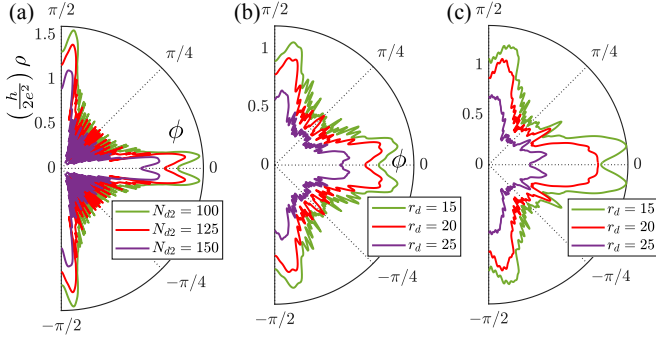 (a)
π/2
1.5
1
0.5
0
(h/2e²) ρ
π/4
ϕ
0
N_{d2} = 100
N_{d2} = 125
N_{d2} = 150
−π/4
−π/2
(b)
π/2
1
0.5
0
π/4
ϕ
0
r_d = 15
r_d = 20
r_d = 25
−π/4
−π/2
(c)
π/2
1
0.5
0
π/4
0
r_d = 15
r_d = 20
r_d = 25
−π/4
−π/2